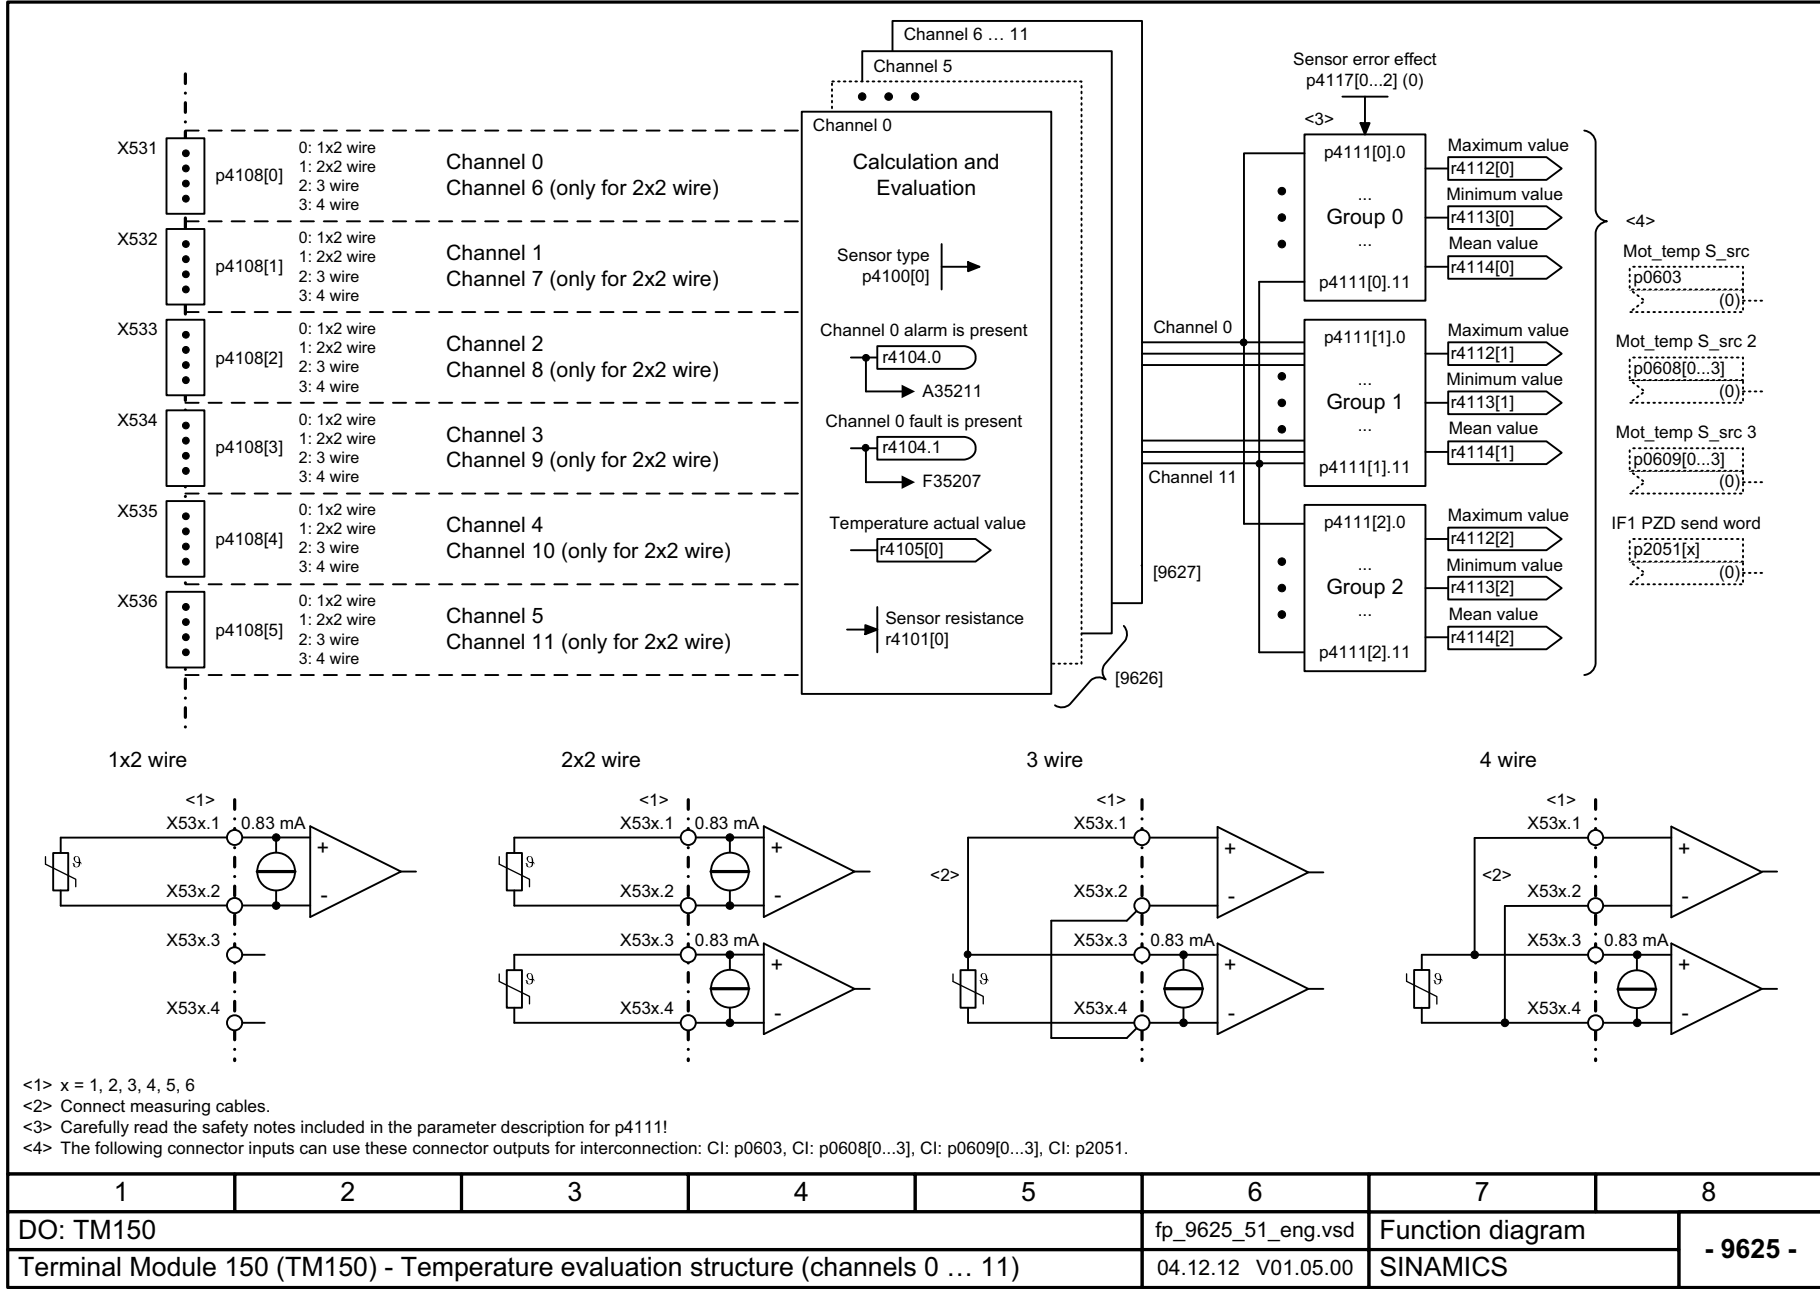 Channel 6 … 11
Channel 5
Channel 0
Calculation and
Evaluation
Sensor type
p4100[0]
Channel 0 alarm is present
r4104.0
A35211
Channel 0 fault is present
r4104.1
F35207
Temperature actual value
r4105[0]
Sensor resistance
r4101[0]
[9627]
[9626]
X531
p4108[0]
0: 1x2 wire
1: 2x2 wire
2: 3 wire
3: 4 wire
Channel 0
Channel 6 (only for 2x2 wire)
X532
p4108[1]
0: 1x2 wire
1: 2x2 wire
2: 3 wire
3: 4 wire
Channel 1
Channel 7 (only for 2x2 wire)
X533
p4108[2]
0: 1x2 wire
1: 2x2 wire
2: 3 wire
3: 4 wire
Channel 2
Channel 8 (only for 2x2 wire)
X534
p4108[3]
0: 1x2 wire
1: 2x2 wire
2: 3 wire
3: 4 wire
Channel 3
Channel 9 (only for 2x2 wire)
X535
p4108[4]
0: 1x2 wire
1: 2x2 wire
2: 3 wire
3: 4 wire
Channel 4
Channel 10 (only for 2x2 wire)
X536
p4108[5]
0: 1x2 wire
1: 2x2 wire
2: 3 wire
3: 4 wire
Channel 5
Channel 11 (only for 2x2 wire)
Channel 0
Channel 11
Sensor error effect
p4117[0...2] (0)
<3>
p4111[0].0
...
Group 0
...
p4111[0].11
Maximum value
r4112[0]
Minimum value
r4113[0]
Mean value
r4114[0]
p4111[1].0
...
Group 1
...
p4111[1].11
Maximum value
r4112[1]
Minimum value
r4113[1]
Mean value
r4114[1]
p4111[2].0
...
Group 2
...
p4111[2].11
Maximum value
r4112[2]
Minimum value
r4113[2]
Mean value
r4114[2]
<4>
Mot_temp S_src
p0603
(0)
Mot_temp S_src 2
p0608[0...3]
(0)
Mot_temp S_src 3
p0609[0...3]
(0)
IF1 PZD send word
p2051[x]
(0)
1x2 wire
<1>
X53x.1
0.83 mA
ϑ
+
X53x.2
-
X53x.3
X53x.4
2x2 wire
<1>
X53x.1
0.83 mA
ϑ
+
X53x.2
-
X53x.3
0.83 mA
ϑ
+
X53x.4
-
3 wire
<1>
X53x.1
+
<2>
X53x.2
-
X53x.3
0.83 mA
ϑ
+
X53x.4
-
4 wire
<1>
X53x.1
+
<2>
X53x.2
-
X53x.3
0.83 mA
ϑ
+
X53x.4
-
<1> x = 1, 2, 3, 4, 5, 6
<2> Connect measuring cables.
<3> Carefully read the safety notes included in the parameter description for p4111!
<4> The following connector inputs can use these connector outputs for interconnection: CI: p0603, CI: p0608[0...3], CI: p0609[0...3], CI: p2051.
1 2 3 4 5 6 7 8
DO: TM150
fp_9625_51_eng.vsd
Function diagram
- 9625 -
Terminal Module 150 (TM150) - Temperature evaluation structure (channels 0 … 11)
04.12.12 V01.05.00
SINAMICS